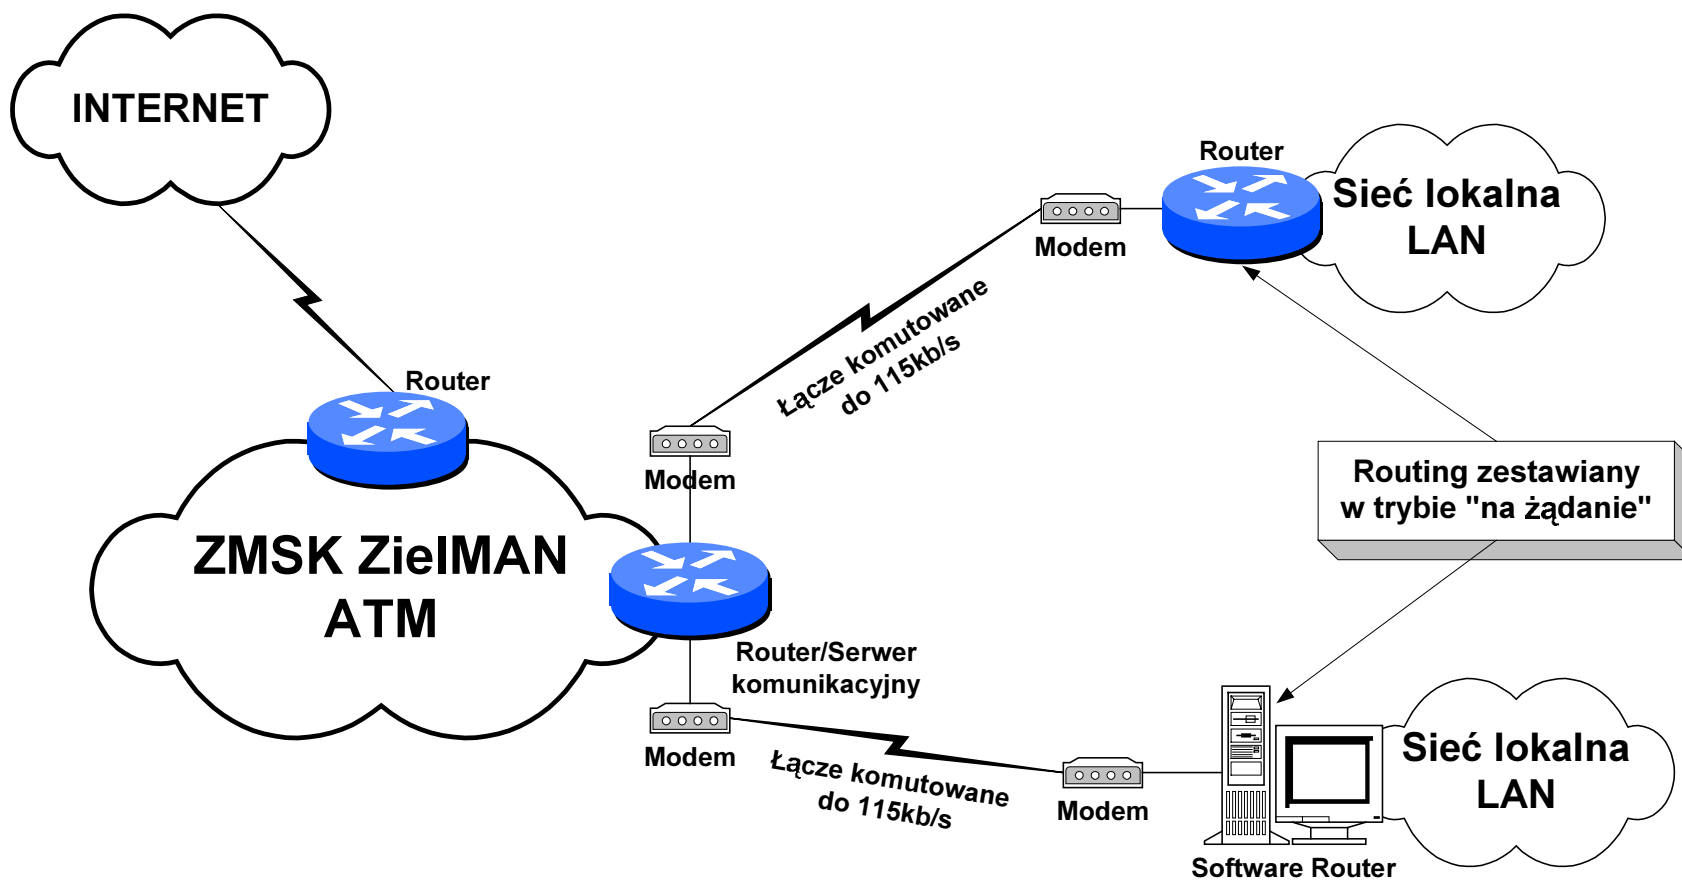 INTERNET
Router
Sieć lokalna
LAN
Modem
Łącze komutowane
do 115kb/s
Router
Modem
Routing zestawiany
w trybie "na żądanie"
ZMSK ZielMAN
ATM
Router/Serwer
komunikacyjny
Modem
Łącze komutowane
do 115kb/s
Modem
Sieć lokalna
LAN
Software Router